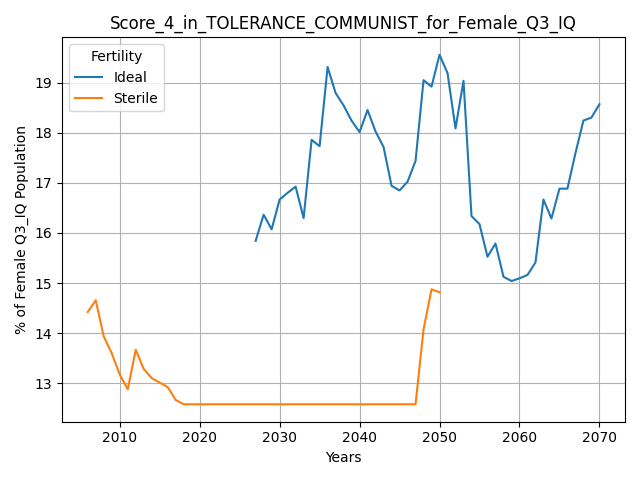 Score_4_in_TOLERANCE_COMMUNIST_for_Female_Q3_IQ
Fertility
Ideal
Sterile
% of Female Q3_IQ Population
19
18
17
16
15
14
13
2010 2020 2030 2040 2050 2060 2070
Years